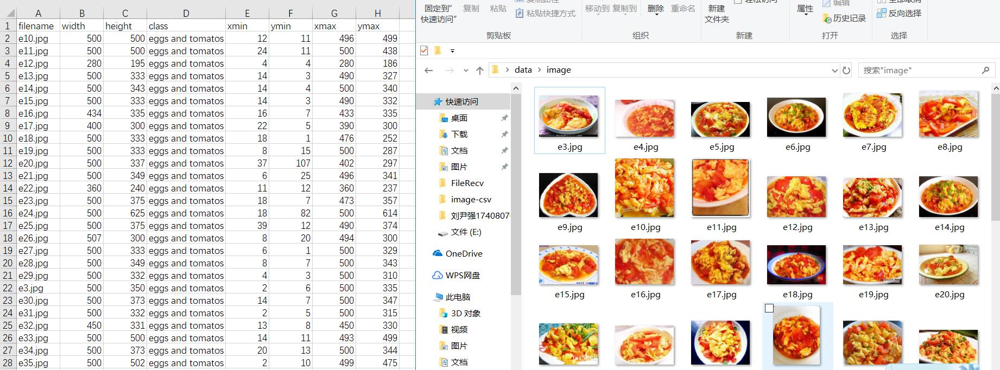 A B C D E F G H
1 filename width height class xmin ymin xmax ymax
2 e10.jpg 500 500 eggs and tomatos 12 11 496 499
3 e11.jpg 500 500 eggs and tomatos 24 11 500 438
4 e12.jpg 280 195 eggs and tomatos 4 4 280 186
5 e13.jpg 500 333 eggs and tomatos 14 3 490 327
6 e14.jpg 500 343 eggs and tomatos 14 4 500 340
7 e15.jpg 500 333 eggs and tomatos 14 3 490 332
8 e16.jpg 434 335 eggs and tomatos 16 7 433 335
9 e17.jpg 400 300 eggs and tomatos 22 5 390 300
10 e18.jpg 500 333 eggs and tomatos 18 1 476 252
11 e19.jpg 500 333 eggs and tomatos 8 15 500 287
12 e20.jpg 500 337 eggs and tomatos 37 107 402 297
13 e21.jpg 500 349 eggs and tomatos 6 25 496 341
14 e22.jpg 360 240 eggs and tomatos 11 12 360 237
15 e23.jpg 500 375 eggs and tomatos 18 7 473 357
16 e24.jpg 500 625 eggs and tomatos 18 82 500 614
17 e25.jpg 500 375 eggs and tomatos 39 12 490 374
18 e26.jpg 507 300 eggs and tomatos 8 20 494 300
19 e27.jpg 500 333 eggs and tomatos 6 1 500 329
20 e28.jpg 500 349 eggs and tomatos 8 7 500 343
21 e29.jpg 500 332 eggs and tomatos 4 3 500 310
22 e3.jpg 500 350 eggs and tomatos 2 6 500 335
23 e30.jpg 500 373 eggs and tomatos 14 7 500 347
24 e31.jpg 500 332 eggs and tomatos 2 5 500 315
25 e32.jpg 450 331 eggs and tomatos 13 8 450 330
26 e33.jpg 500 500 eggs and tomatos 14 11 493 499
27 e34.jpg 500 373 eggs and tomatos 20 13 500 344
28 e35.jpg 500 502 eggs and tomatos 2 10 499 475
固定到"
快速访问"
复制
粘贴
粘贴快捷方式
剪贴板
移动到
复制到
删除
重命名
组织
新建
文件夹
新建
属性
编辑
历史记录
打开
反向选择
选择
data
image
搜索"image"
快速访问
桌面
下载
文档
图片
FileRecv
image-csv
刘尹强1740807
文件 (E:)
OneDrive
WPS网盘
此电脑
3D 对象
视频
图片
文档
e3.jpg e4.jpg e5.jpg e6.jpg e7.jpg e8.jpg
e9.jpg e10.jpg e11.jpg e12.jpg e13.jpg e14.jpg
e15.jpg e16.jpg e17.jpg e18.jpg e19.jpg e20.jpg